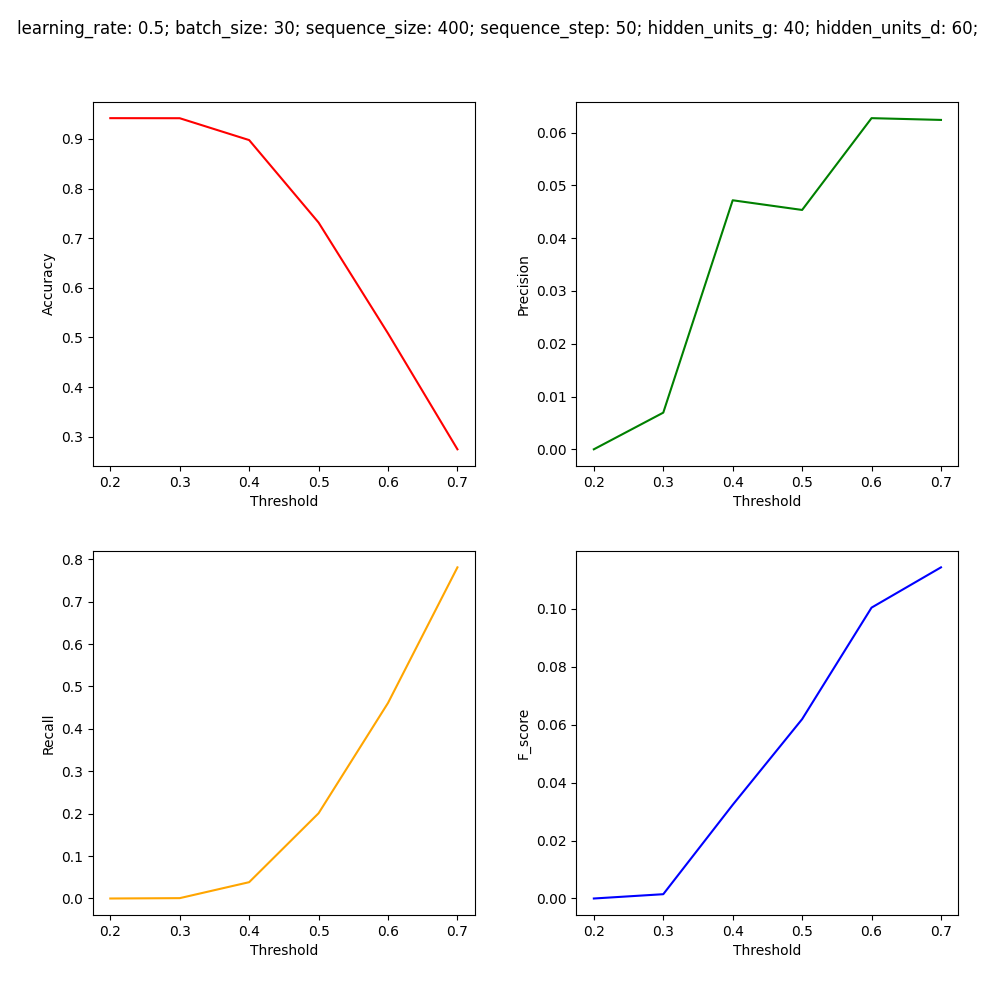 learning_rate: 0.5; batch_size: 30; sequence_size: 400; sequence_step: 50; hidden_units_g: 40; hidden_units_d: 60;
Accuracy
0.9
0.8
0.7
0.6
0.5
0.4
0.3
0.2 0.3 0.4 0.5 0.6 0.7
Threshold
Precision
0.06
0.05
0.04
0.03
0.02
0.01
0.00
0.2 0.3 0.4 0.5 0.6 0.7
Threshold
Recall
0.8
0.7
0.6
0.5
0.4
0.3
0.2
0.1
0.0
0.2 0.3 0.4 0.5 0.6 0.7
Threshold
F_score
0.10
0.08
0.06
0.04
0.02
0.00
0.2 0.3 0.4 0.5 0.6 0.7
Threshold